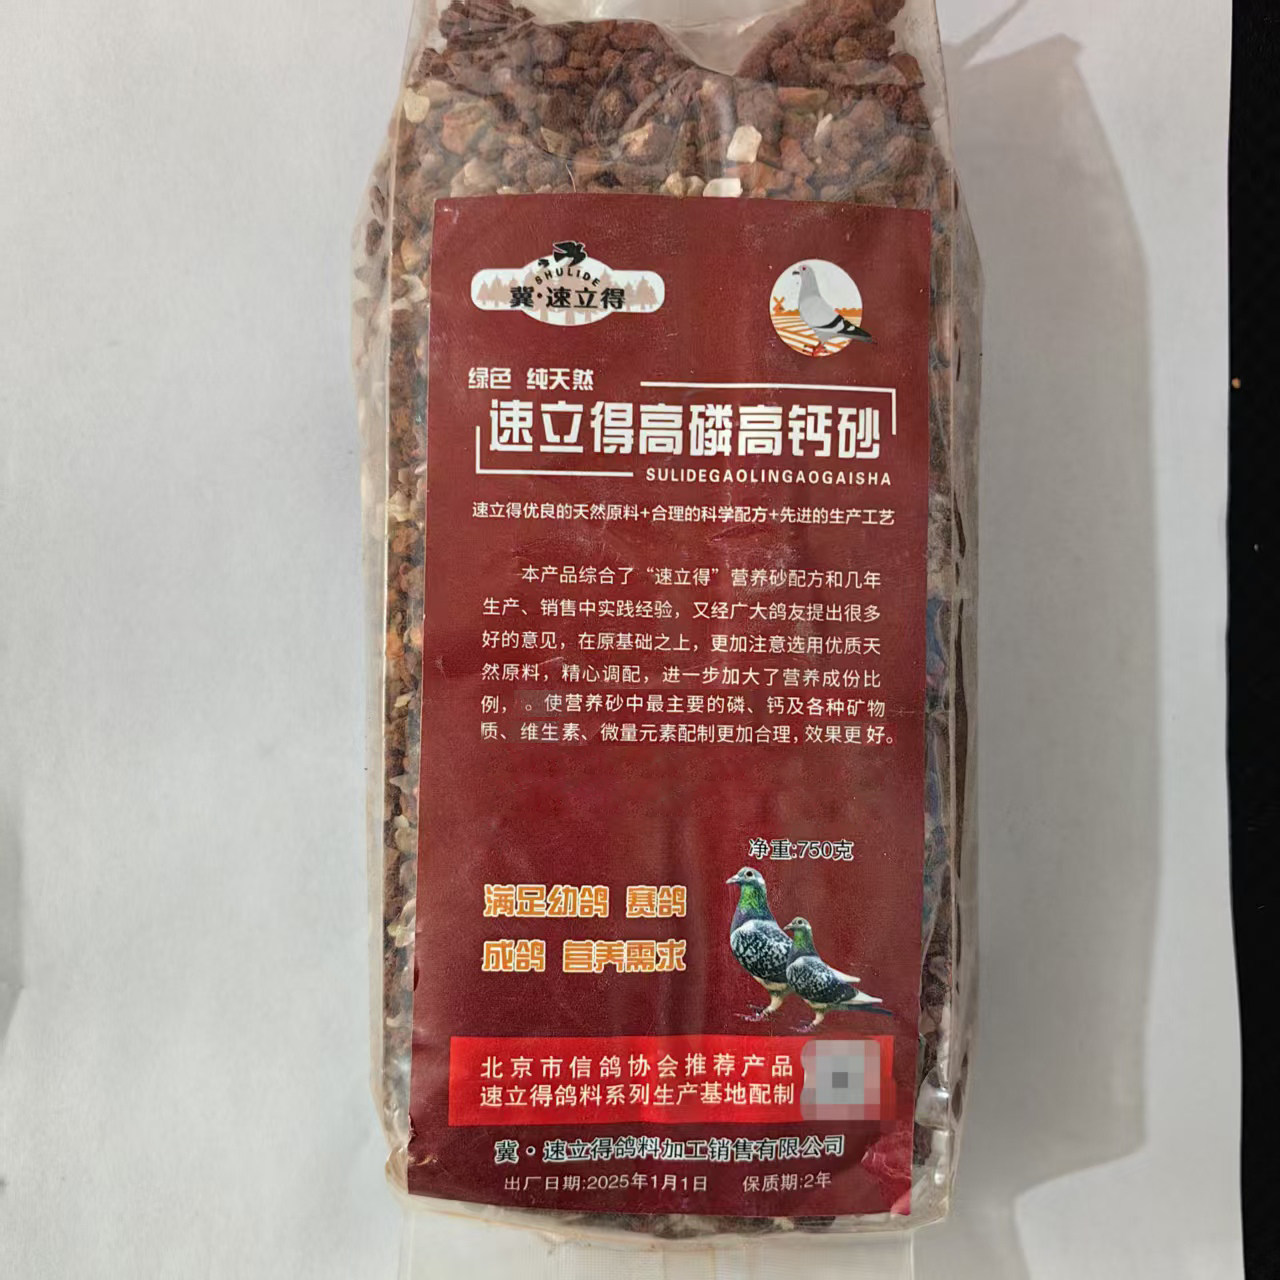 SHULIDE
冀·速立得
绿色 纯天然
速立得高磷高钙砂
SULIDEGAOLINGAOGAISHA
速立得优良的天然原料+合理的科学配方+先进的生产工艺
本产品综合了“速立得”营养砂配方和几年
生产、销售中实践经验，又经广大鸽友提出很多
好的意见，在原基础之上，更加注意选用优质天
然原料，精心调配，进一步加大了营养成份比
例，。使营养砂中最主要的磷、钙及各种矿物
质、维生素、微量元素配制更加合理，效果更好。
净重:750克
满足幼鸽 赛鸽
成鸽 营养需求
北京市信鸽协会推荐产品
速立得鸽料系列生产基地配制
冀·速立得鸽料加工销售有限公司
出厂日期:2025年1月1日 保质期:2年